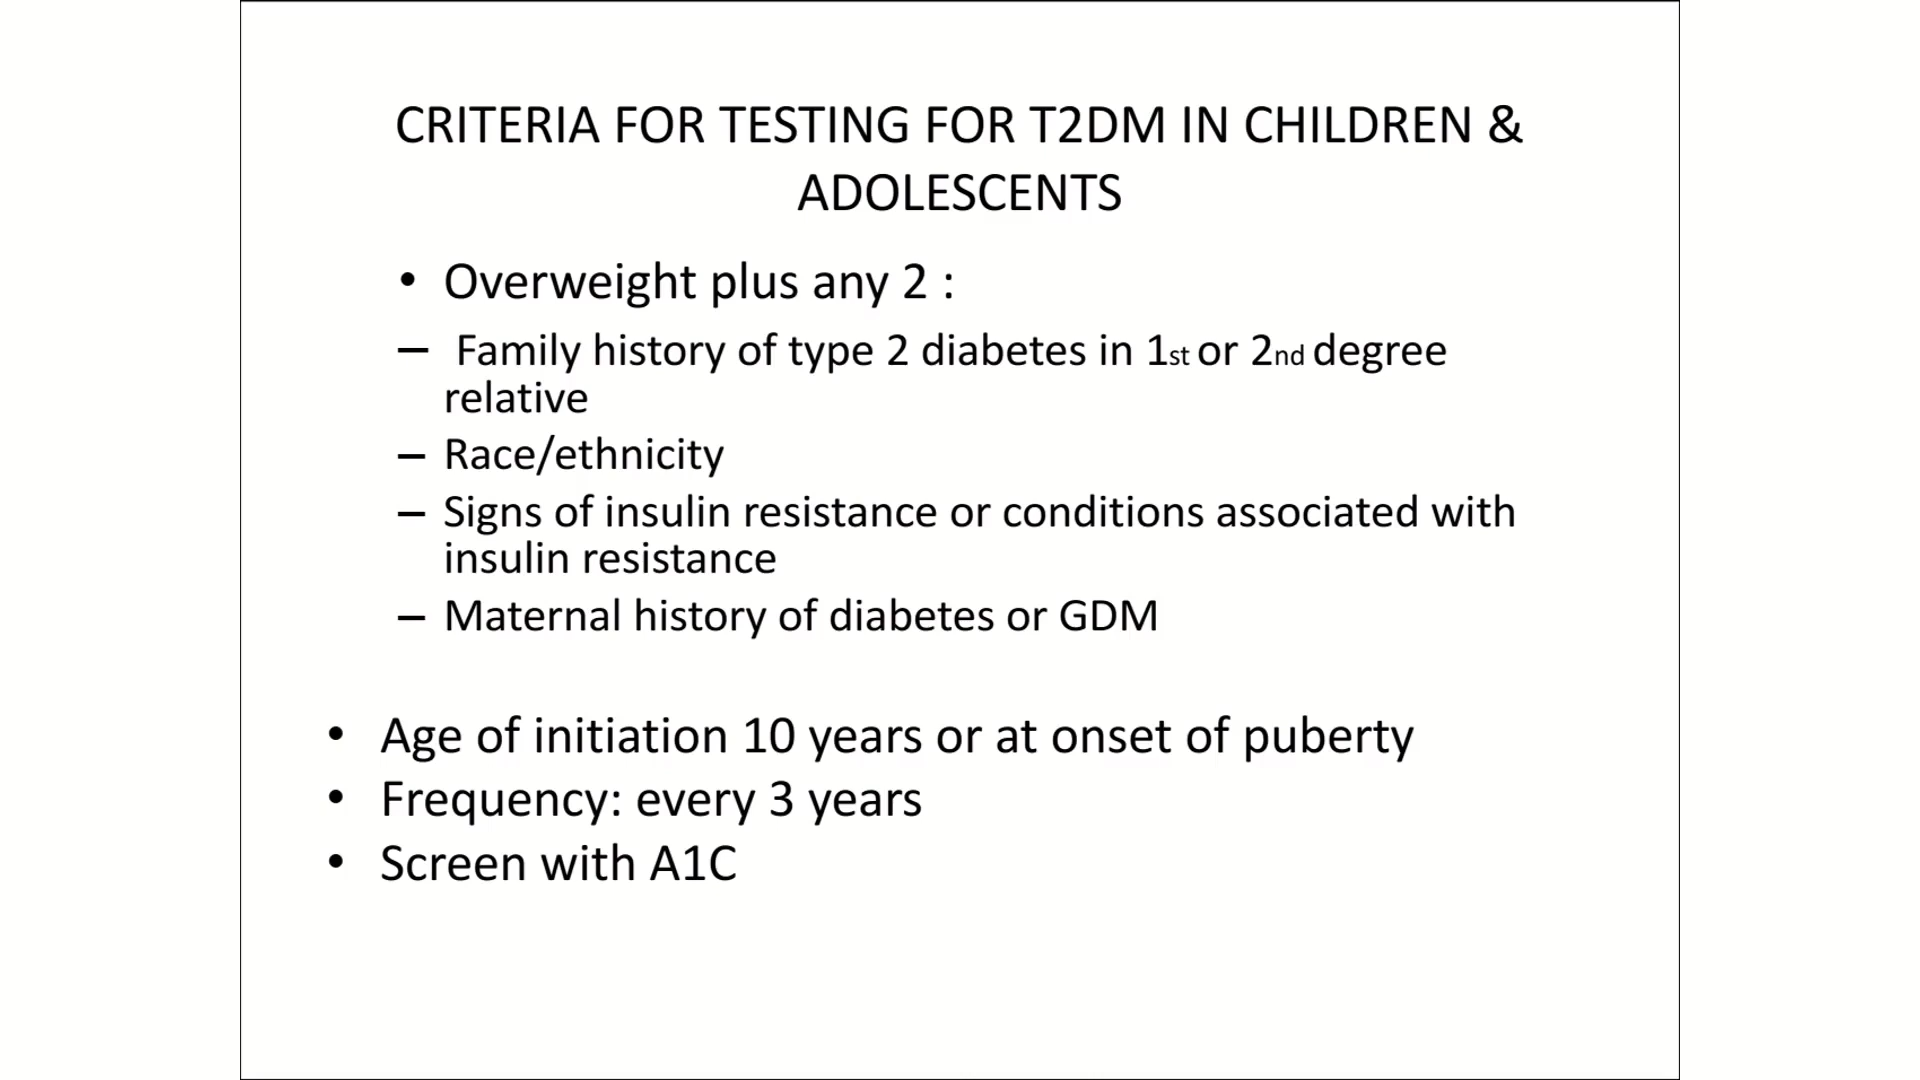 CRITERIA FOR TESTING FOR T2DM IN CHILDREN &
ADOLESCENTS
• Overweight plus any 2 :
– Family history of type 2 diabetes in 1st or 2nd degree
relative
– Race/ethnicity
– Signs of insulin resistance or conditions associated with
insulin resistance
– Maternal history of diabetes or GDM
• Age of initiation 10 years or at onset of puberty
• Frequency: every 3 years
• Screen with A1C